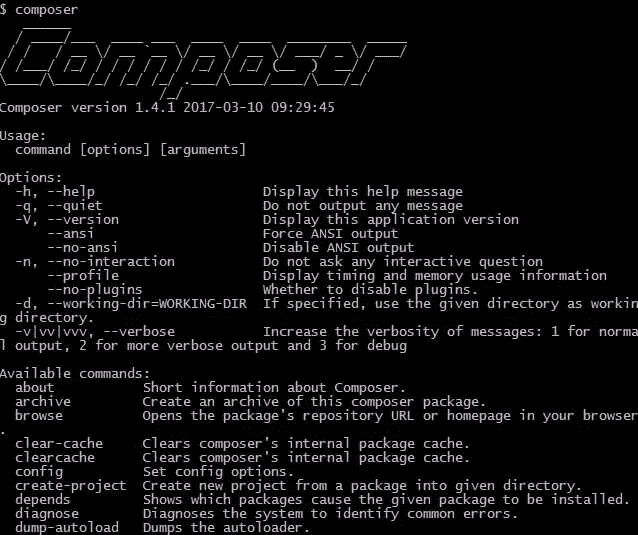 $ composer
Composer
Composer version 1.4.1 2017-03-10 09:29:45
Usage:
command [options] [arguments]
Options:
-h, --help Display this help message
-q, --quiet Do not output any message
-V, --version Display this application version
--ansi Force ANSI output
--no-ansi Disable ANSI output
-n, --no-interaction Do not ask any interactive question
--profile Display timing and memory usage information
--no-plugins Whether to disable plugins.
-d, --working-dir=WORKING-DIR If specified, use the given directory as workin
g directory.
-v|vv|vvv, --verbose Increase the verbosity of messages: 1 for norma
l output, 2 for more verbose output and 3 for debug
Available commands:
about Short information about Composer.
archive Create an archive of this composer package.
browse Opens the package's repository URL or homepage in your browser
.
clear-cache Clears composer's internal package cache.
clearcache Clears composer's internal package cache.
config Set config options.
create-project Create new project from a package into given directory.
depends Shows which packages cause the given package to be installed.
diagnose Diagnoses the system to identify common errors.
dump-autoload Dumps the autoloader.